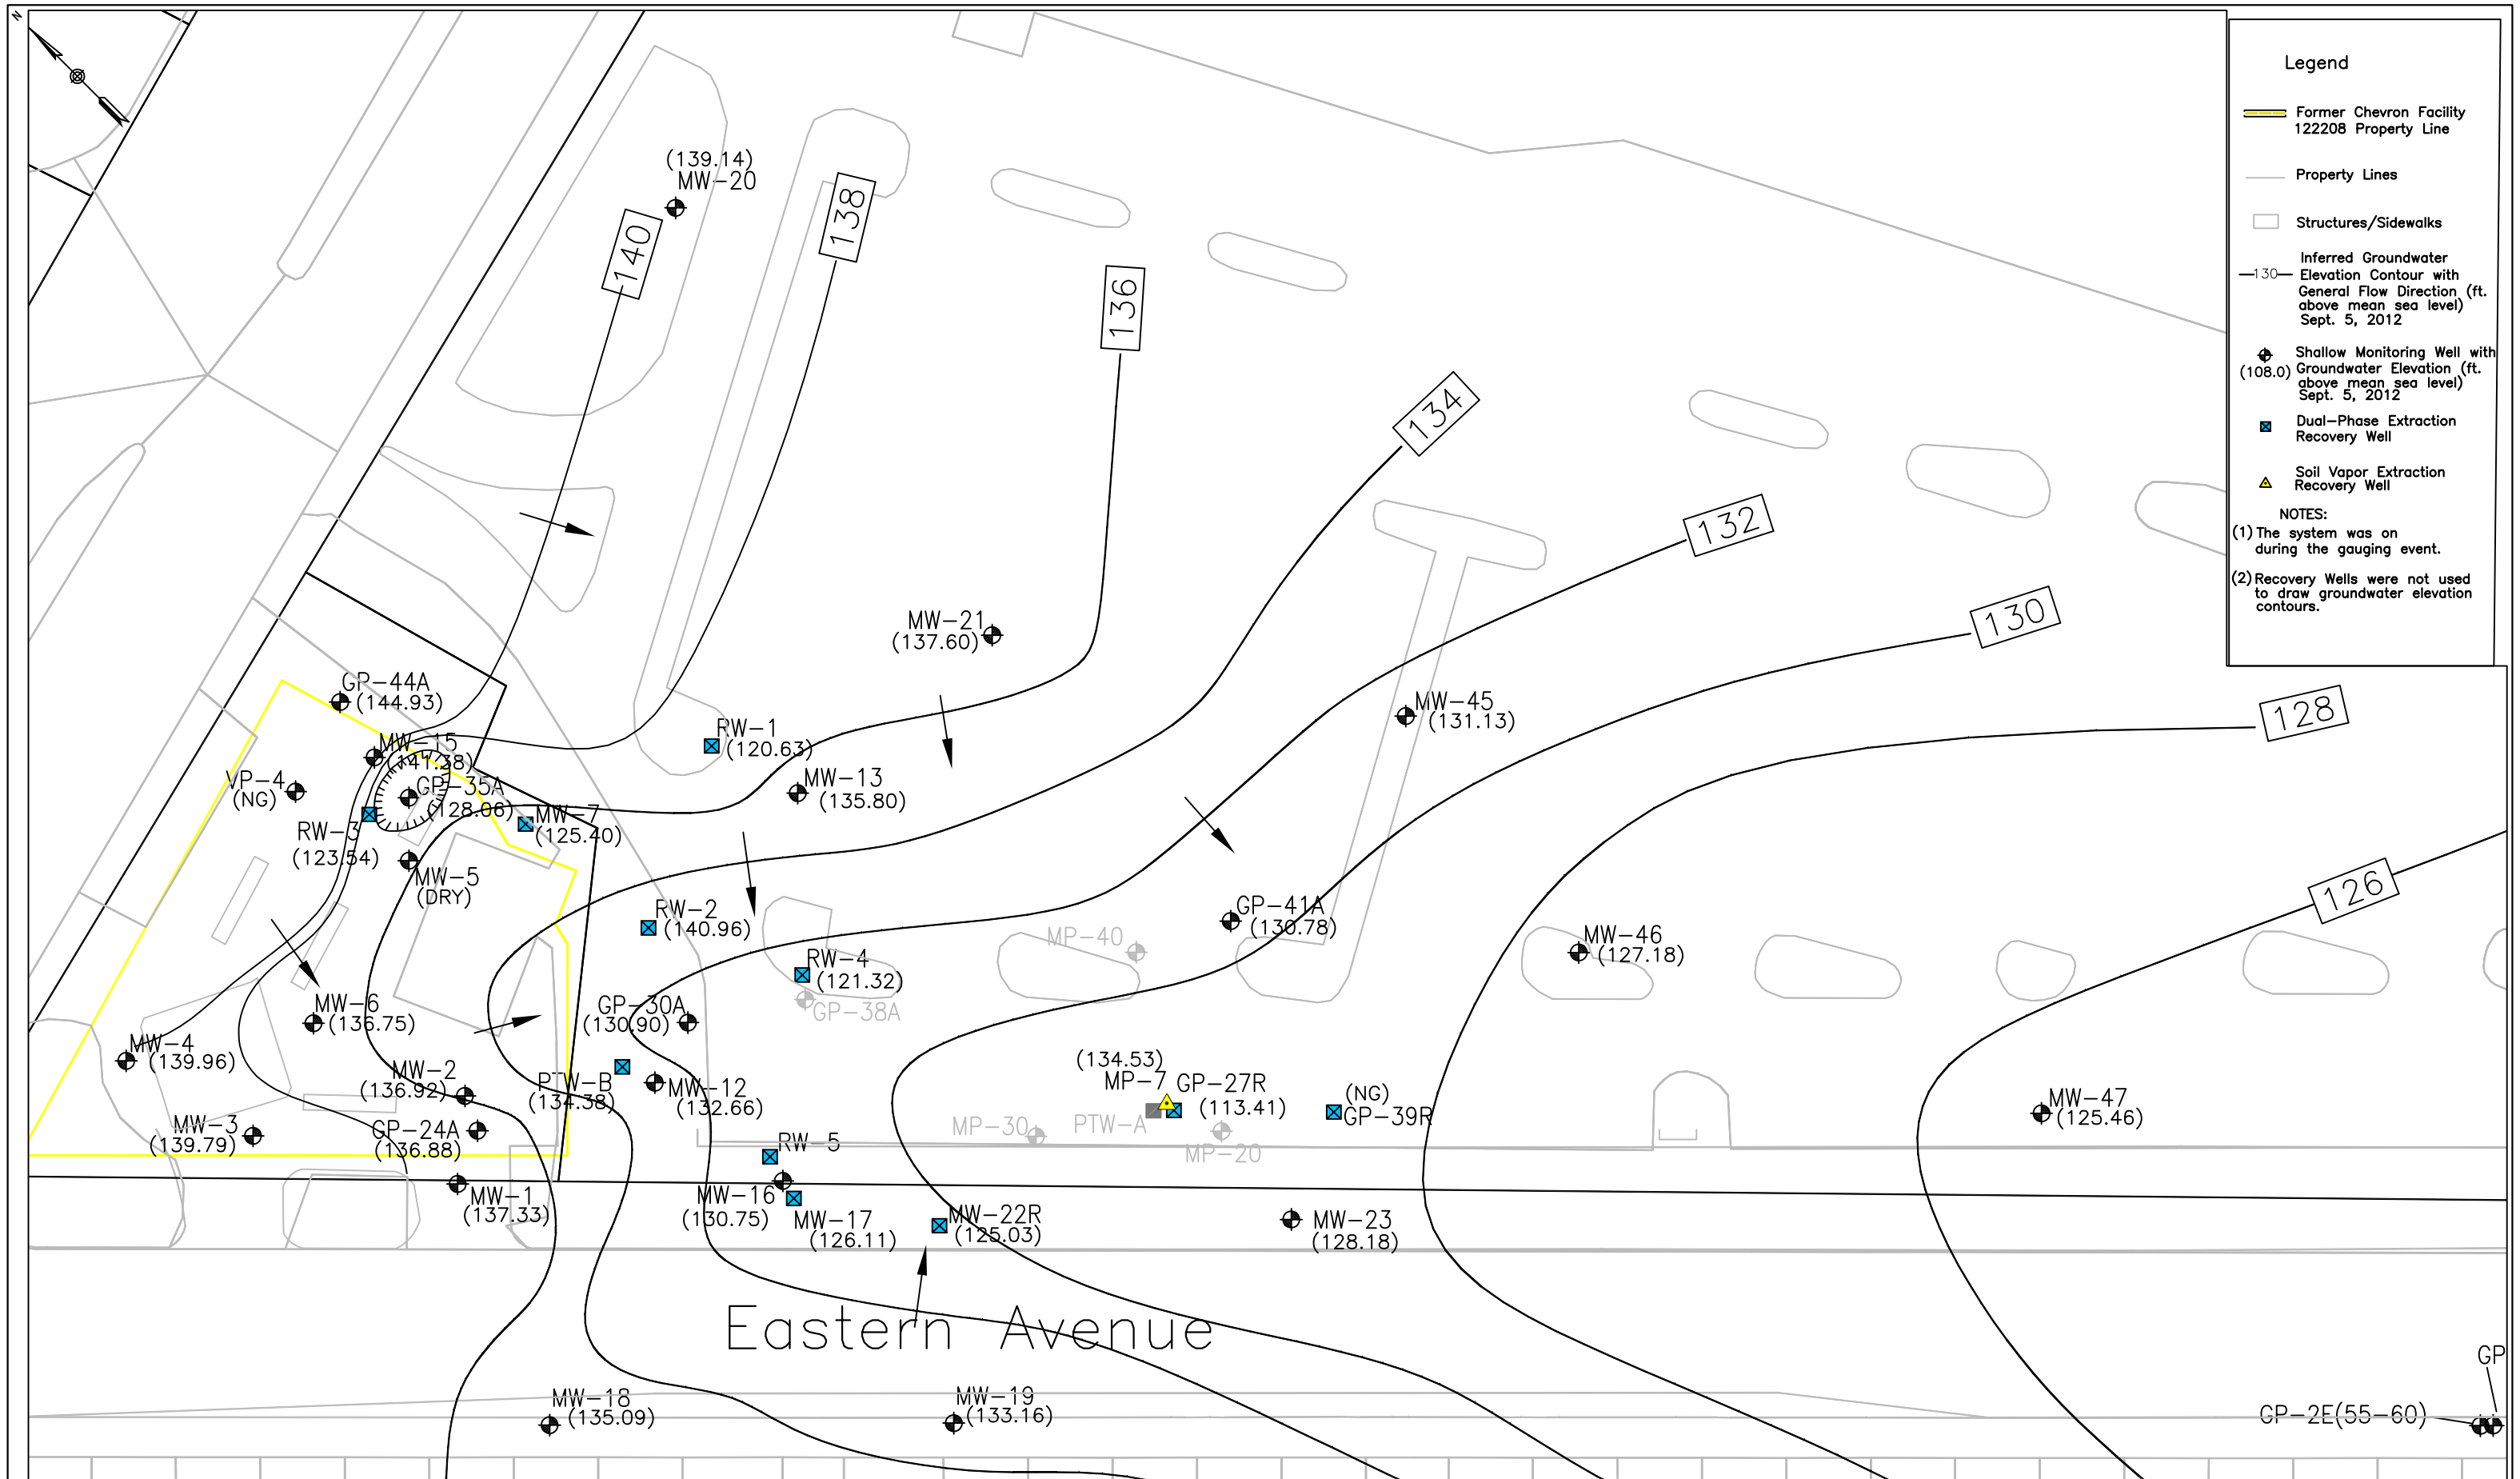 N
Legend
Former Chevron Facility
122208 Property Line
Property Lines
Structures/Sidewalks
Inferred Groundwater
—130— Elevation Contour with
General Flow Direction (ft.
above mean sea level)
Sept. 5, 2012
Shallow Monitoring Well with
(108.0) Groundwater Elevation (ft.
above mean sea level)
Sept. 5, 2012
Dual-Phase Extraction
Recovery Well
Soil Vapor Extraction
Recovery Well
NOTES:
(1) The system was on
during the gauging event.
(2) Recovery Wells were not used
to draw groundwater elevation
contours.
(139.14)
MW-20
140
138
136
134
132
130
128
126
MW-21
(137.60)
GP-44A
(144.93)
MW-15
(141.38)
VP-4
(NG)
GP-35A
(128.06)
RW-3
(123.54)
MW-7
(125.40)
MW-5
(DRY)
RW-1
(120.63)
MW-13
(135.80)
MW-45
(131.13)
RW-2
(140.96)
RW-4
(121.32)
GP-38A
MP-40
GP-41A
(130.78)
MW-46
(127.18)
MW-6
(136.75)
MW-4
(139.96)
GP-30A
(130.90)
MW-2
(136.92)
PTW-B
(134.38)
MW-12
(132.66)
MW-3
(139.79)
GP-24A
(136.88)
(134.53)
MP-7
GP-27R
(113.41)
(NG)
GP-39R
MP-30
PTW-A
MP-20
MW-47
(125.46)
RW-5
MW-1
(137.33)
MW-16
(130.75)
MW-17
(126.11)
MW-22R
(125.03)
MW-23
(128.18)
Eastern Avenue
MW-18
(135.09)
MW-19
(133.16)
GP
GP-2E(55-60)